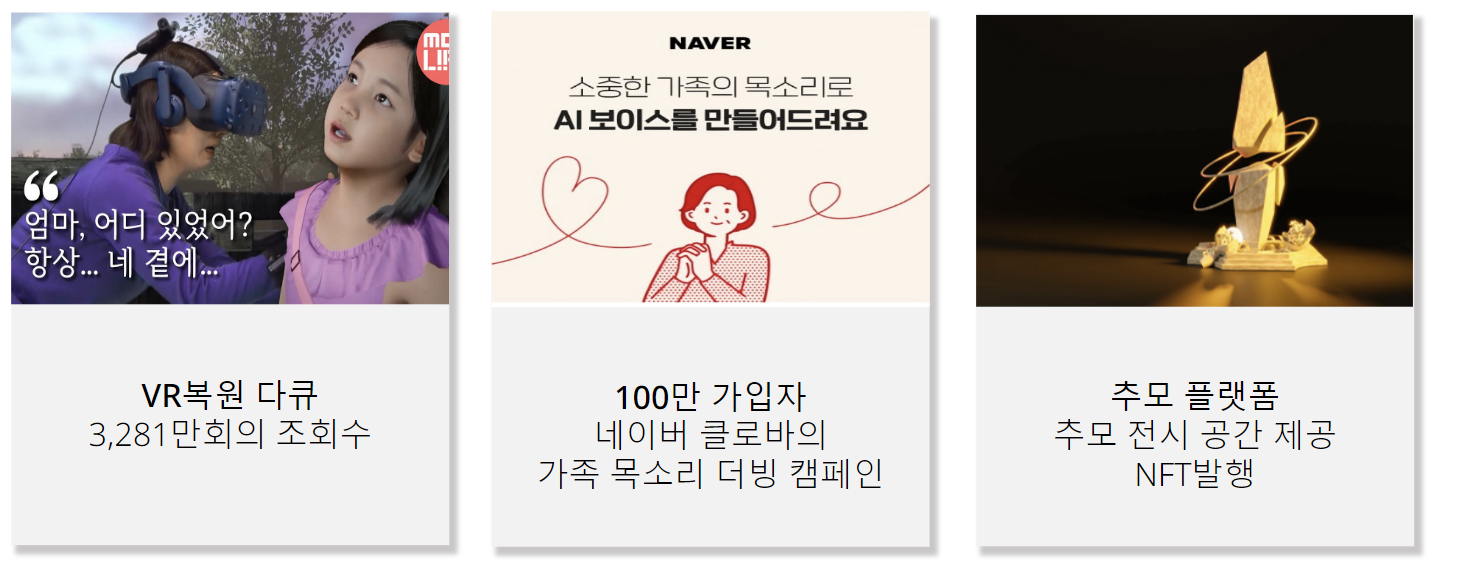 엄마, 어디 있었어?
항상... 네 곁에...
VR복원 다큐
3,281만회의 조회수
NAVER
소중한 가족의 목소리로
AI 보이스를 만들어드려요
100만 가입자
네이버 클로바의
가족 목소리 더빙 캠페인
추모 플랫폼
추모 전시 공간 제공
NFT발행